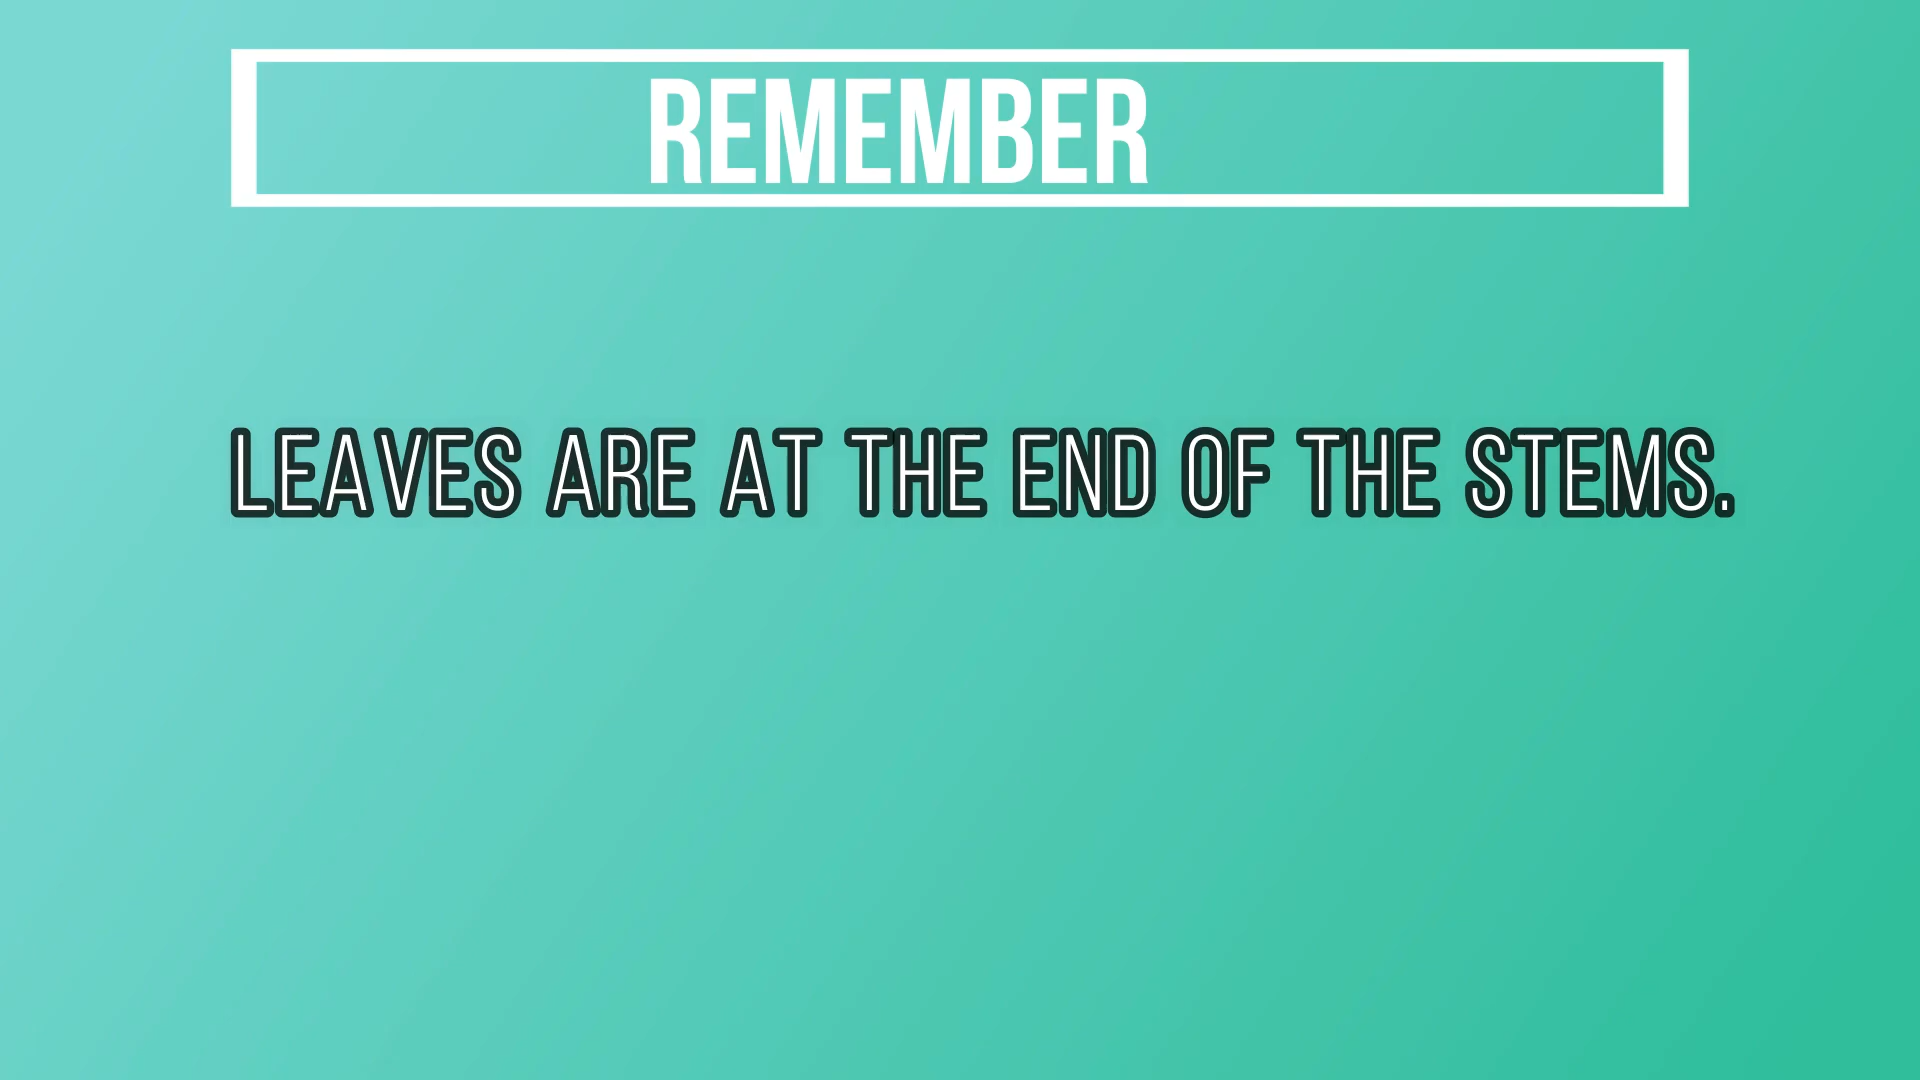 REMEMBER
LEAVES ARE AT THE END OF THE STEMS.